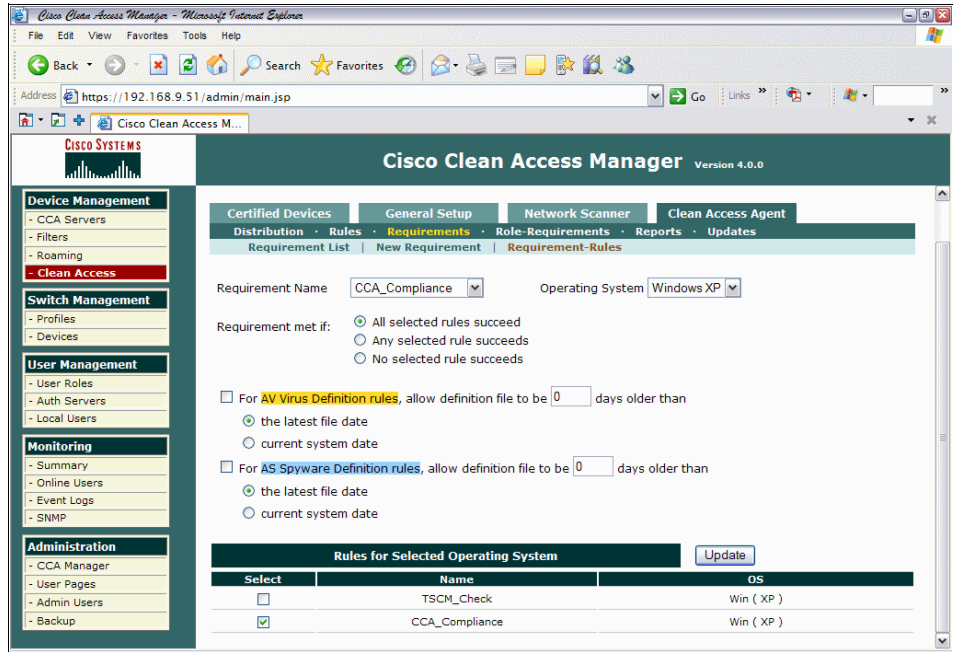 Cisco Clean Access Manager - Microsoft Internet Explorer
File Edit View Favorites Tools Help
Back Search Favorites
Address https://192.168.9.51/admin/main.jsp Go Links »
Cisco Clean Access M...
CISCO SYSTEMS
Cisco Clean Access Manager Version 4.0.0
Device Management
- CCA Servers
- Filters
- Roaming
- Clean Access
Switch Management
- Profiles
- Devices
User Management
- User Roles
- Auth Servers
- Local Users
Monitoring
- Summary
- Online Users
- Event Logs
- SNMP
Administration
- CCA Manager
- User Pages
- Admin Users
- Backup
Certified Devices General Setup Network Scanner Clean Access Agent
Distribution · Rules · Requirements · Role-Requirements · Reports · Updates
Requirement List | New Requirement | Requirement-Rules
Requirement Name CCA_Compliance Operating System Windows XP
Requirement met if: All selected rules succeed
Any selected rule succeeds
No selected rule succeeds
For AV Virus Definition rules, allow definition file to be 0 days older than
the latest file date
current system date
For AS Spyware Definition rules, allow definition file to be 0 days older than
the latest file date
current system date
Rules for Selected Operating System Update
Select Name OS
TSCM_Check Win ( XP )
CCA_Compliance Win ( XP )